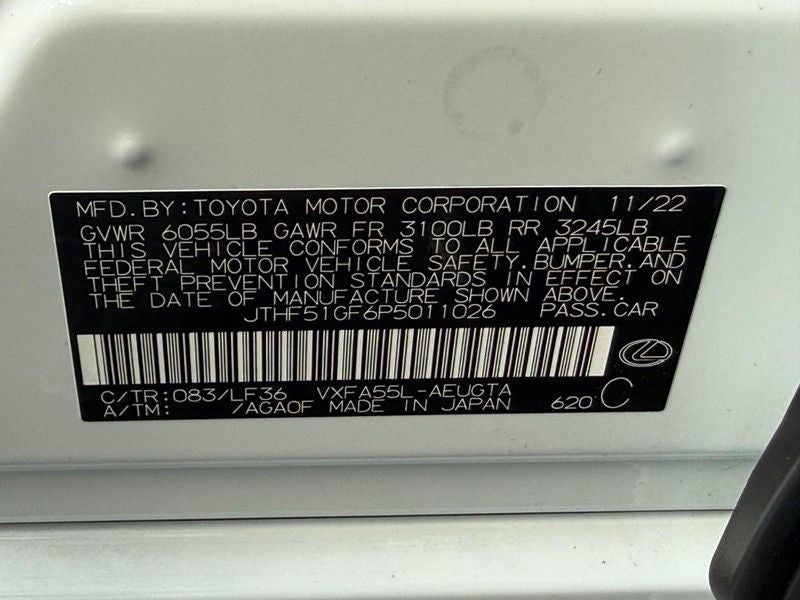 MFD.BY:TOYOTA MOTOR CORPORATION 11/22
GVWR 6055LB GAWR FR 3100LB RR 3245LB
THIS VEHICLE CONFORMS TO ALL APPLICABLE
FEDERAL MOTOR VEHICLE SAFETY,BUMPER,AND
THEFT PREVENTION STANDARDS IN EFFECT ON
THE DATE OF MANUFACTURE SHOWN ABOVE.
JTHF51GF6P5011026 PASS.CAR
C/TR:083/LF36 VXFA55L-AEUGTA
A/TM: /AGA0F MADE IN JAPAN 620 C